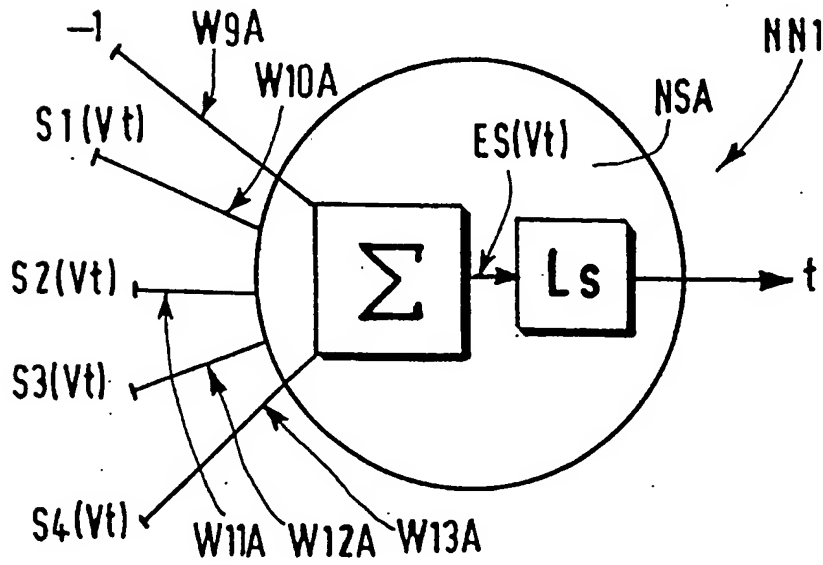 -1
W9A
NN1
W10A
NSA
S1(Vt)
ES(Vt)
Σ
Ls
t
S2(Vt)
S3(Vt)
S4(Vt)
W11A
W12A
W13A